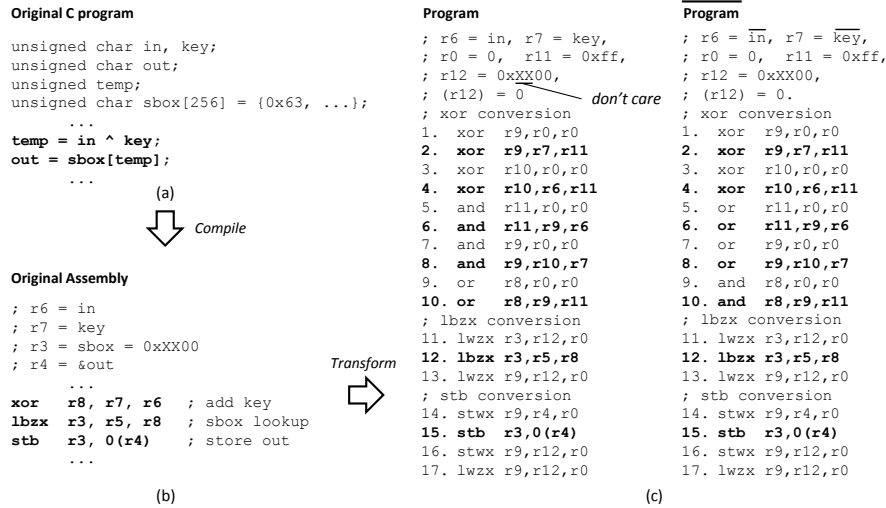 Original C program
unsigned char in, key;
unsigned char out;
unsigned temp;
unsigned char sbox[256] = {0x63, ...};
...
temp = in ^ key;
out = sbox[temp];
...
(a)
Compile
Original Assembly
; r6 = in
; r7 = key
; r3 = sbox = 0xXX00
; r4 = &out
...
xor r8, r7, r6 ; add key
lbzx r3, r5, r8 ; sbox lookup
stb r3, 0(r4) ; store out
...
(b)
Transform
Program
; r6 = in, r7 = key,
; r0 = 0, r11 = 0xff,
; r12 = 0xXX00,
; (r12) = 0
don't care
; xor conversion
1. xor r9,r0,r0
2. xor r9,r7,r11
3. xor r10,r0,r0
4. xor r10,r6,r11
5. and r11,r0,r0
6. and r11,r9,r6
7. and r9,r0,r0
8. and r9,r10,r7
9. or r8,r0,r0
10. or r8,r9,r11
; lbzx conversion
11. lwzx r3,r12,r0
12. lbzx r3,r5,r8
13. lwzx r9,r12,r0
; stb conversion
14. stwx r9,r4,r0
15. stb r3,0(r4)
16. stwx r9,r4,r0
17. lwzx r9,r12,r0
Program
; r6 = in, r7 = key,
; r0 = 0, r11 = 0xff,
; r12 = 0xXX00,
; (r12) = 0.
; xor conversion
1. xor r9,r0,r0
2. xor r9,r7,r11
3. xor r10,r0,r0
4. xor r10,r6,r11
5. or r11,r0,r0
6. or r11,r9,r6
7. or r9,r0,r0
8. or r9,r10,r7
9. and r8,r0,r0
10. and r8,r9,r11
; lbzx conversion
11. lwzx r3,r12,r0
12. lbzx r3,r5,r8
13. lwzx r9,r12,r0
; stb conversion
14. stwx r9,r4,r0
15. stb r3,0(r4)
16. stwx r9,r4,r0
17. lwzx r9,r12,r0
(c)